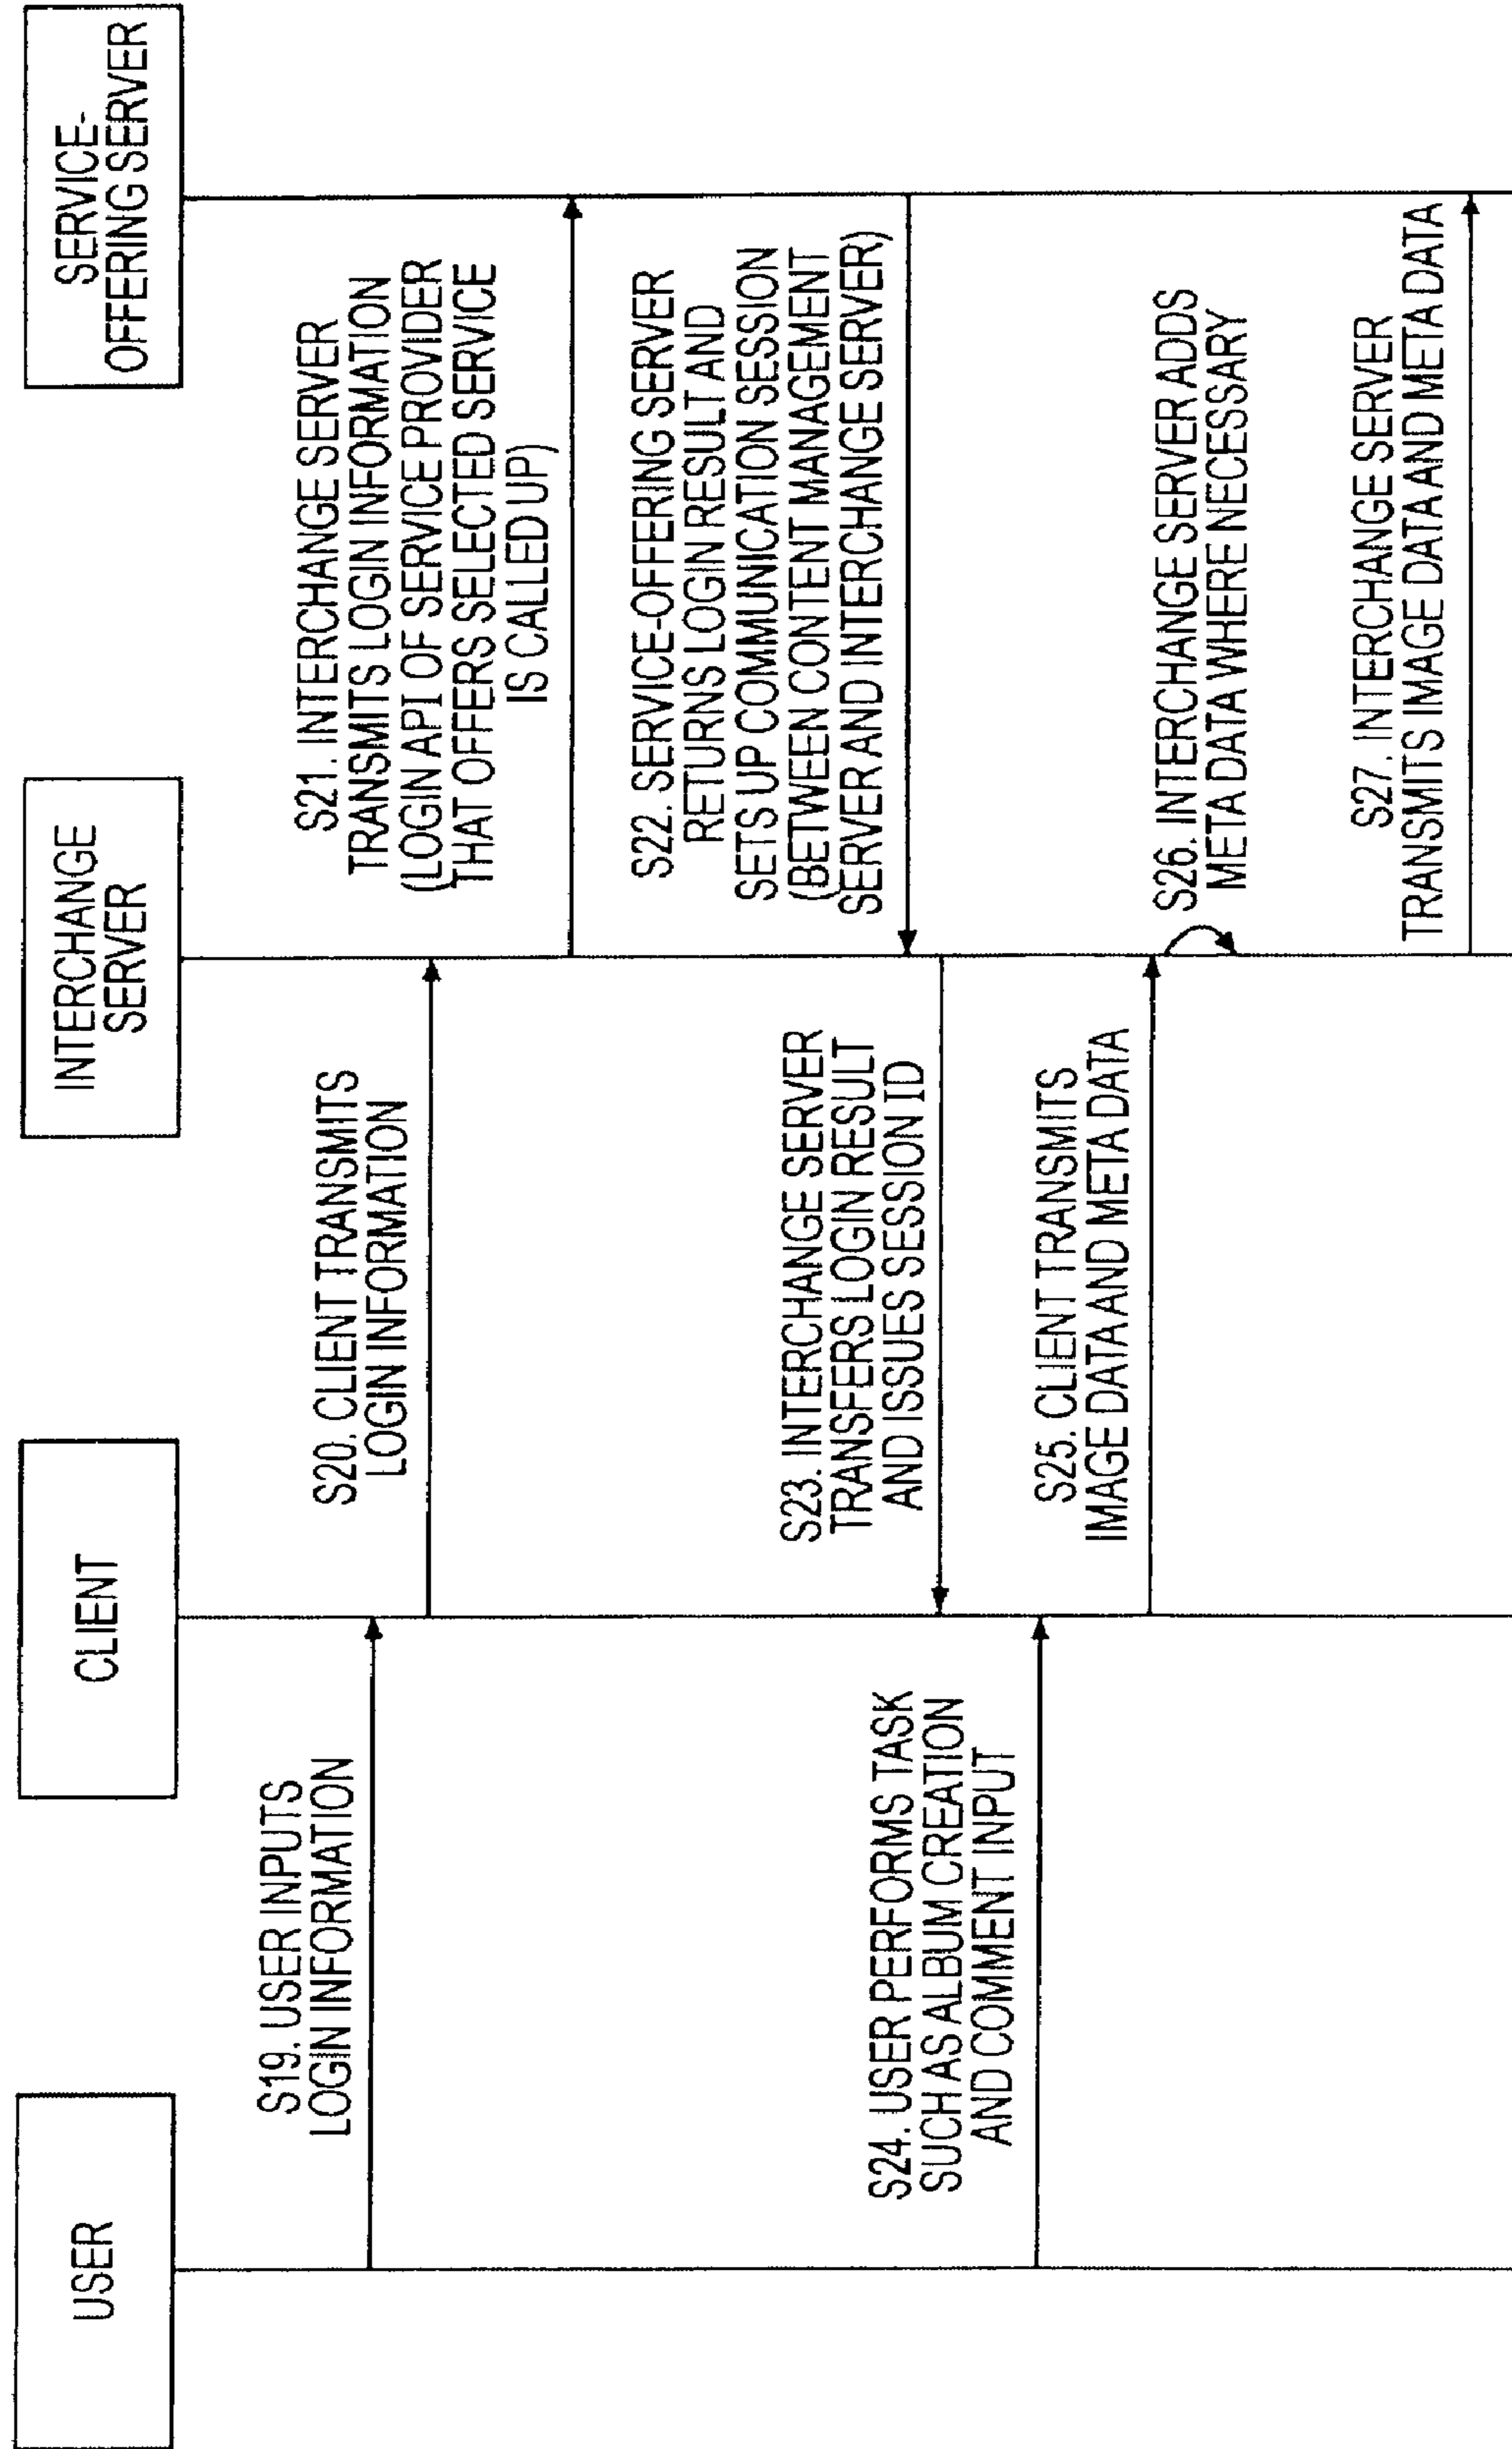 USER
CLIENT
INTERCHANGE
SERVER
SERVICE-
OFFERING SERVER
S19. USER INPUTS
LOGIN INFORMATION
S20. CLIENT TRANSMITS
LOGIN INFORMATION
S21. INTERCHANGE SERVER
TRANSMITS LOGIN INFORMATION
(LOGIN API OF SERVICE PROVIDER
THAT OFFERS SELECTED SERVICE
IS CALLED UP)
S22. SERVICE-OFFERING SERVER
RETURNS LOGIN RESULT AND
SETS UP COMMUNICATION SESSION
(BETWEEN CONTENT MANAGEMENT
SERVER AND INTERCHANGE SERVER)
S23. INTERCHANGE SERVER
TRANSFERS LOGIN RESULT
AND ISSUES SESSION ID
S24. USER PERFORMS TASK
SUCH AS ALBUM CREATION
AND COMMENT INPUT
S25. CLIENT TRANSMITS
IMAGE DATA AND META DATA
S26. INTERCHANGE SERVER ADDS
META DATA WHERE NECESSARY
S27. INTERCHANGE SERVER
TRANSMITS IMAGE DATA AND META DATA